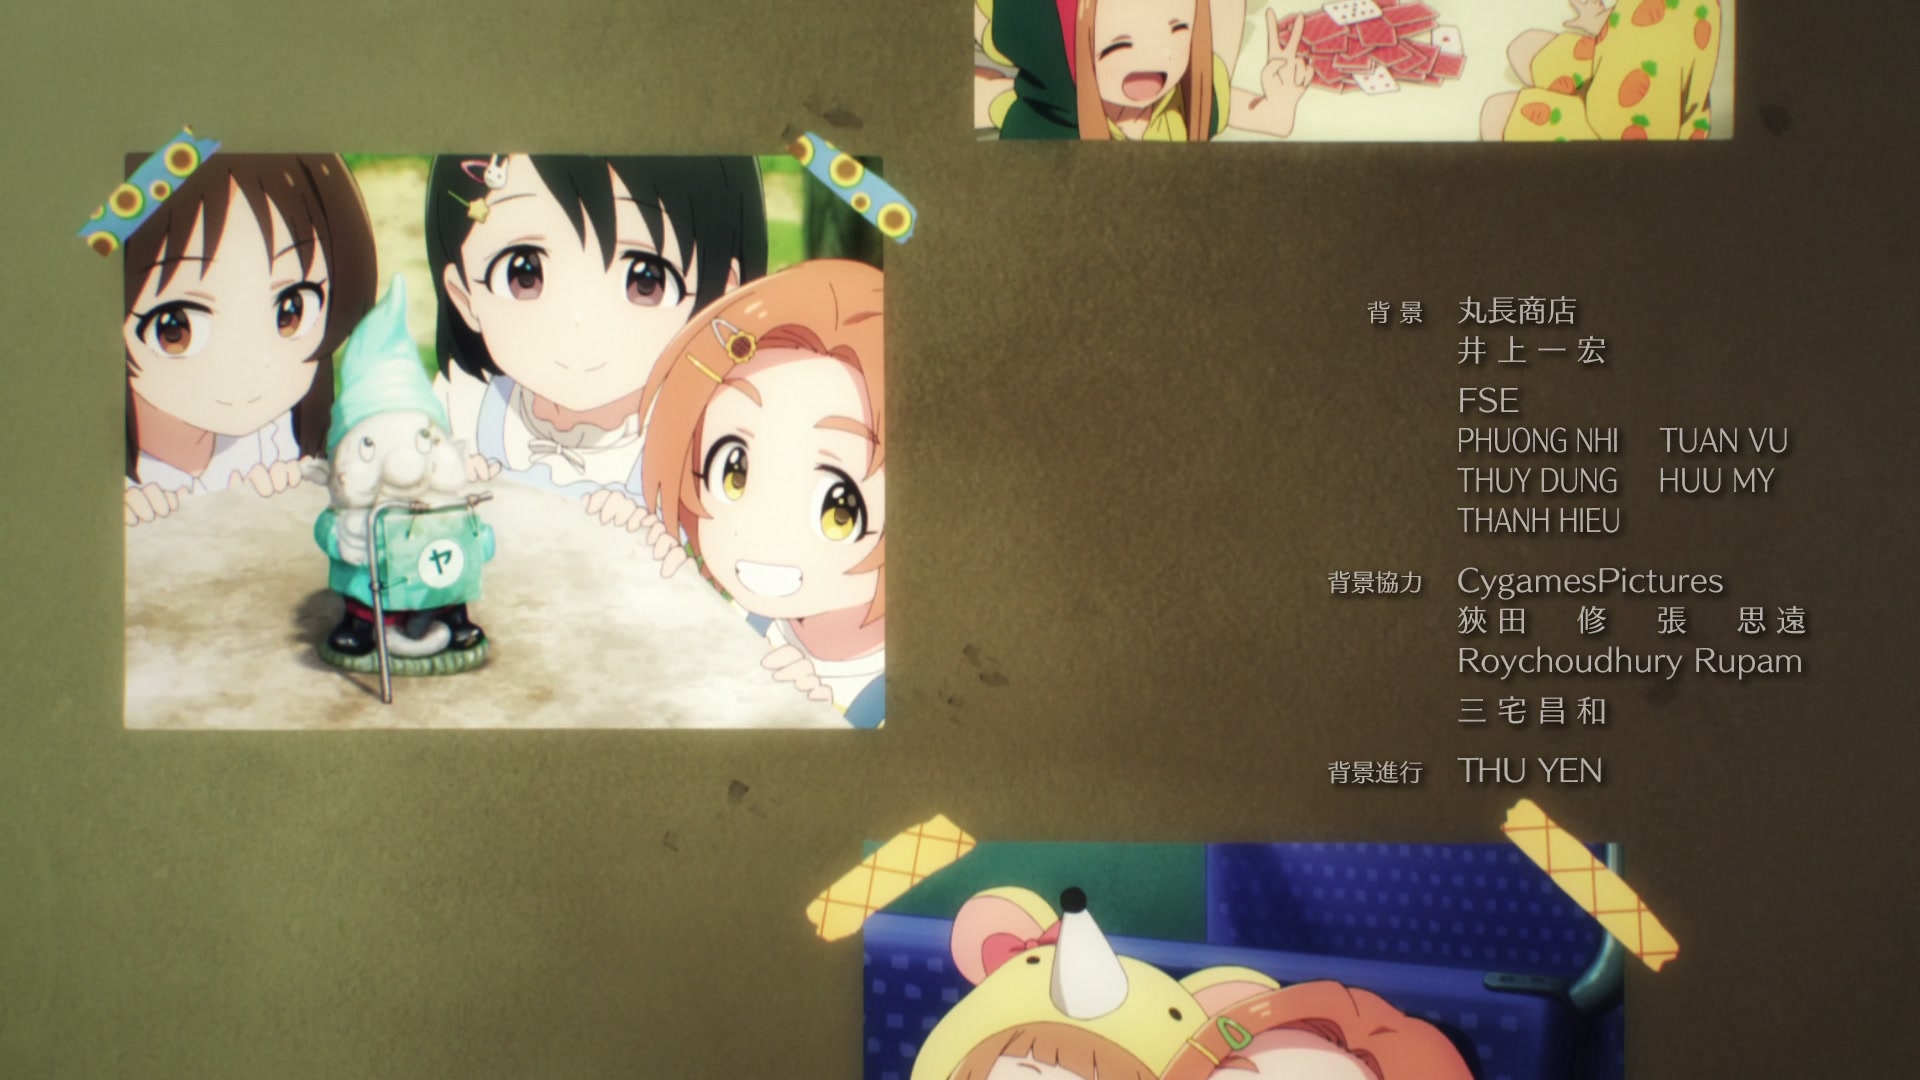 ヤ
背景 丸長商店
井上一宏
FSE
PHUONG NHI TUAN VU
THUY DUNG HUU MY
THANH HIEU
背景協力 CygamesPictures
狹田 修 張 思遠
Roychoudhury Rupam
三宅昌和
背景進行 THU YEN